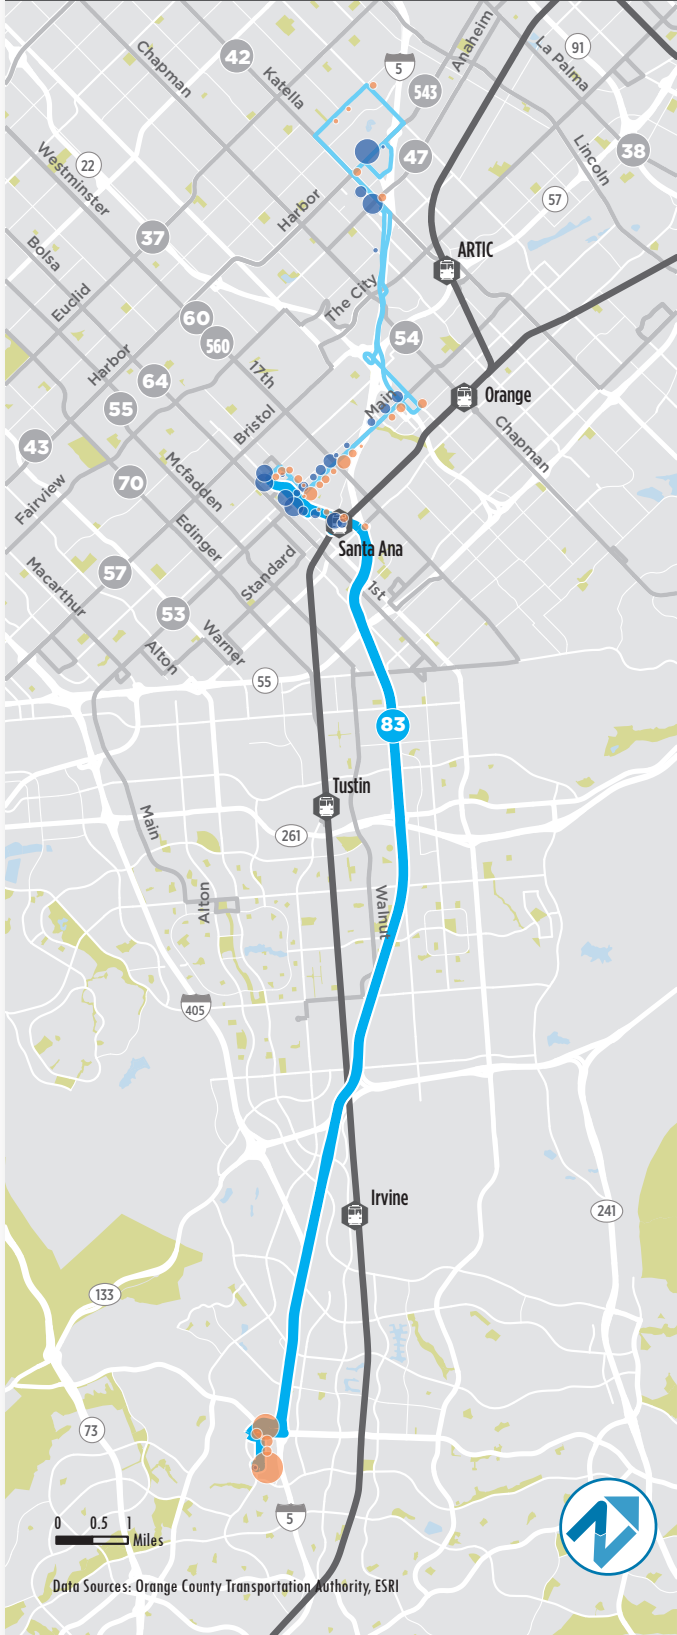 Chapman
42
Katella
5
543
Anaheim
91
La Palma
38
Lincoln
22
Westminster
47
57
Harbor
37
Bolsa
ARTIC
Euclid
The City
60
560
54
Harbor
64
17th
55
Main
Orange
Bristol
Chapman
43
Fairview
70
Mcfadden
Edinger
Santa Ana
Macarthur
57
Standard
1st
53
Warner
Alton
55
83
Tustin
Main
261
Alton
Walnut
405
Irvine
241
133
73
5
0 0.5 1
Miles
Data Sources: Orange County Transportation Authority, ESRI